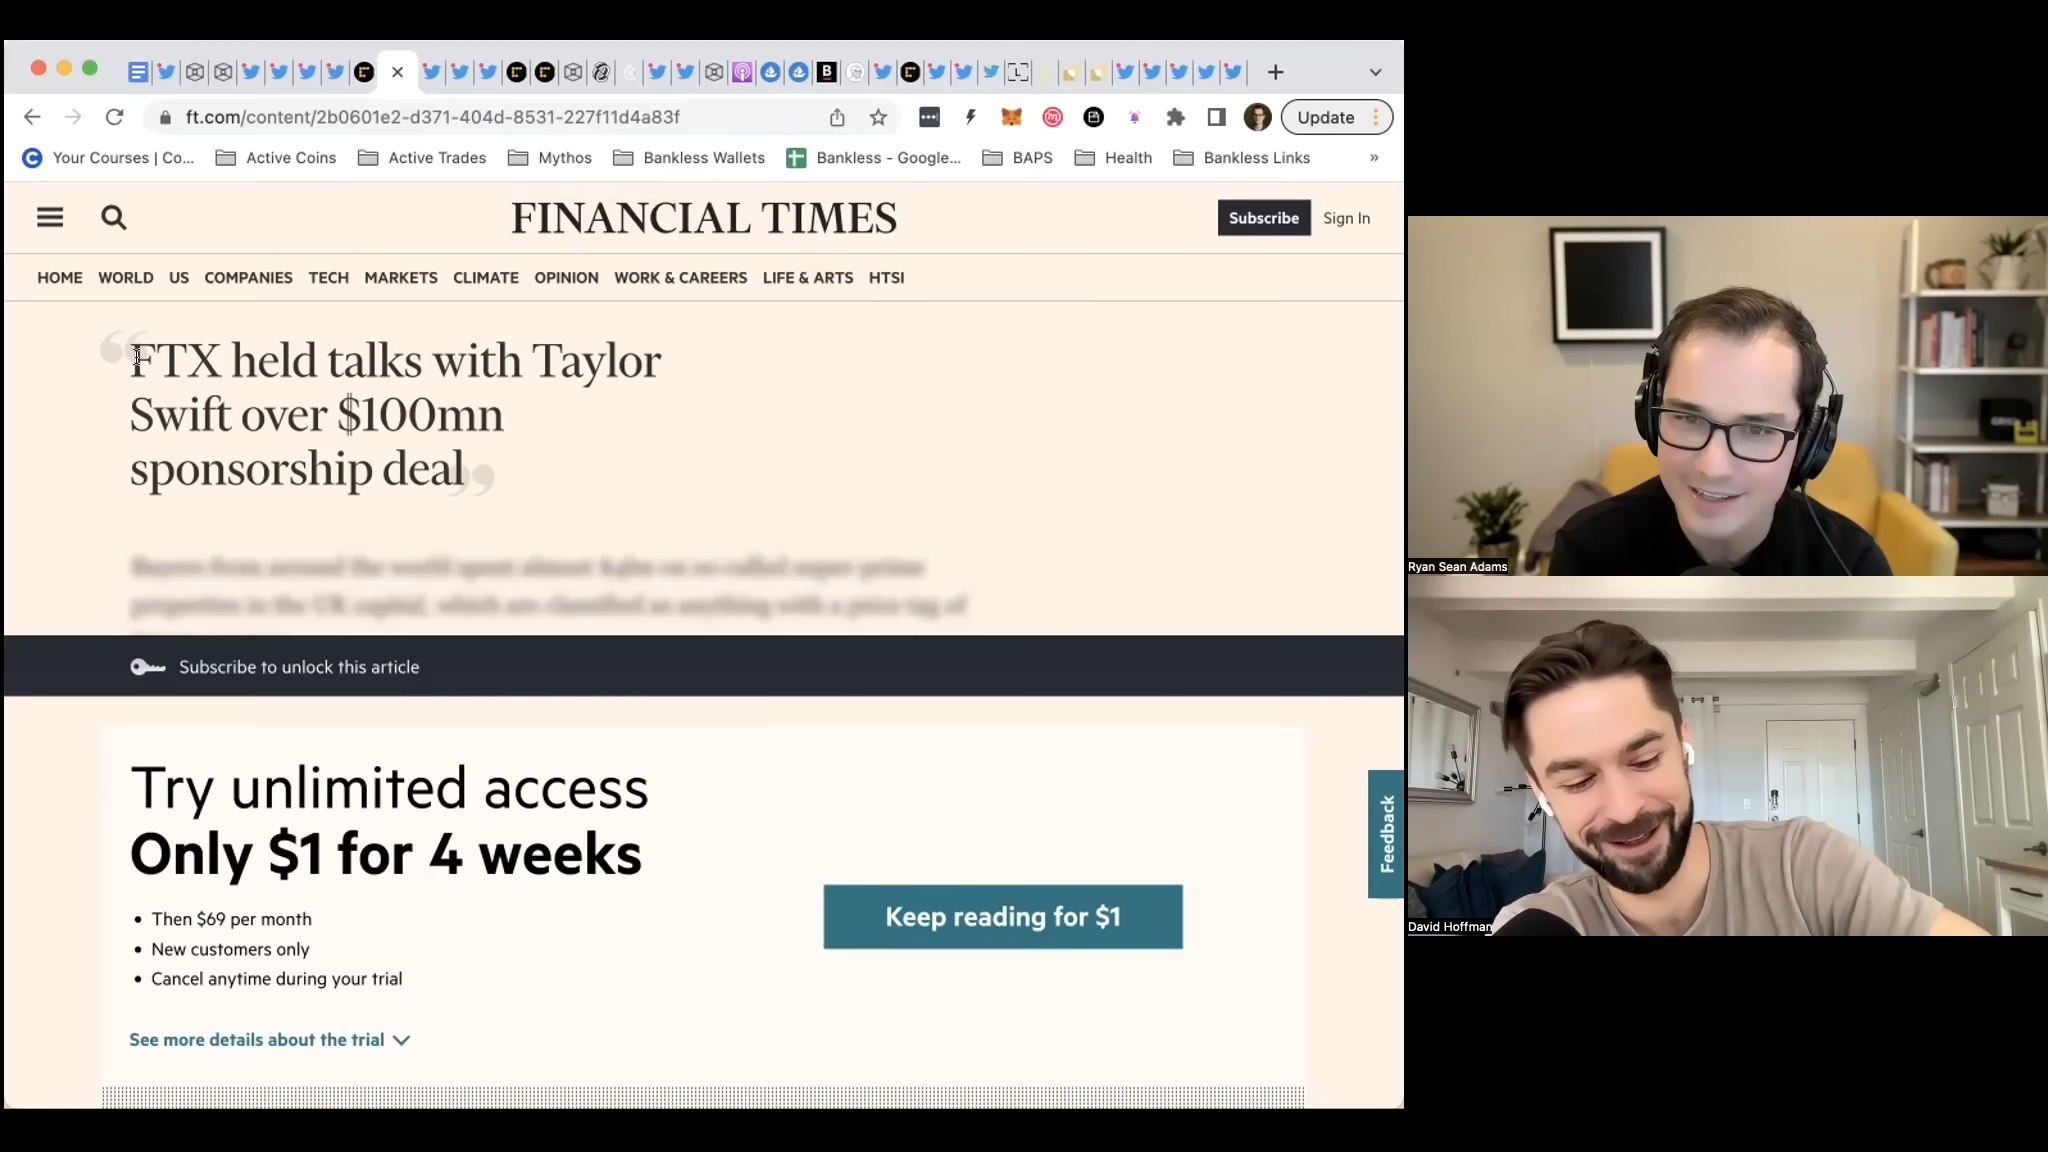 ft.com/content/2b0601e2-d371-404d-8531-227f11d4a83f
Update
Your Courses | Co...
Active Coins
Active Trades
Mythos
Bankless Wallets
Bankless - Google...
BAPS
Health
Bankless Links
»
FINANCIAL TIMES
Subscribe
Sign In
HOME WORLD US COMPANIES TECH MARKETS CLIMATE OPINION WORK & CAREERS LIFE & ARTS HTSI
“FTX held talks with Taylor
Swift over $100mn
sponsorship deal”
Subscribe to unlock this article
Try unlimited access
Only $1 for 4 weeks
• Then $69 per month
• New customers only
• Cancel anytime during your trial
See more details about the trial
Keep reading for $1
Feedback
Ryan Sean Adams
David Hoffman